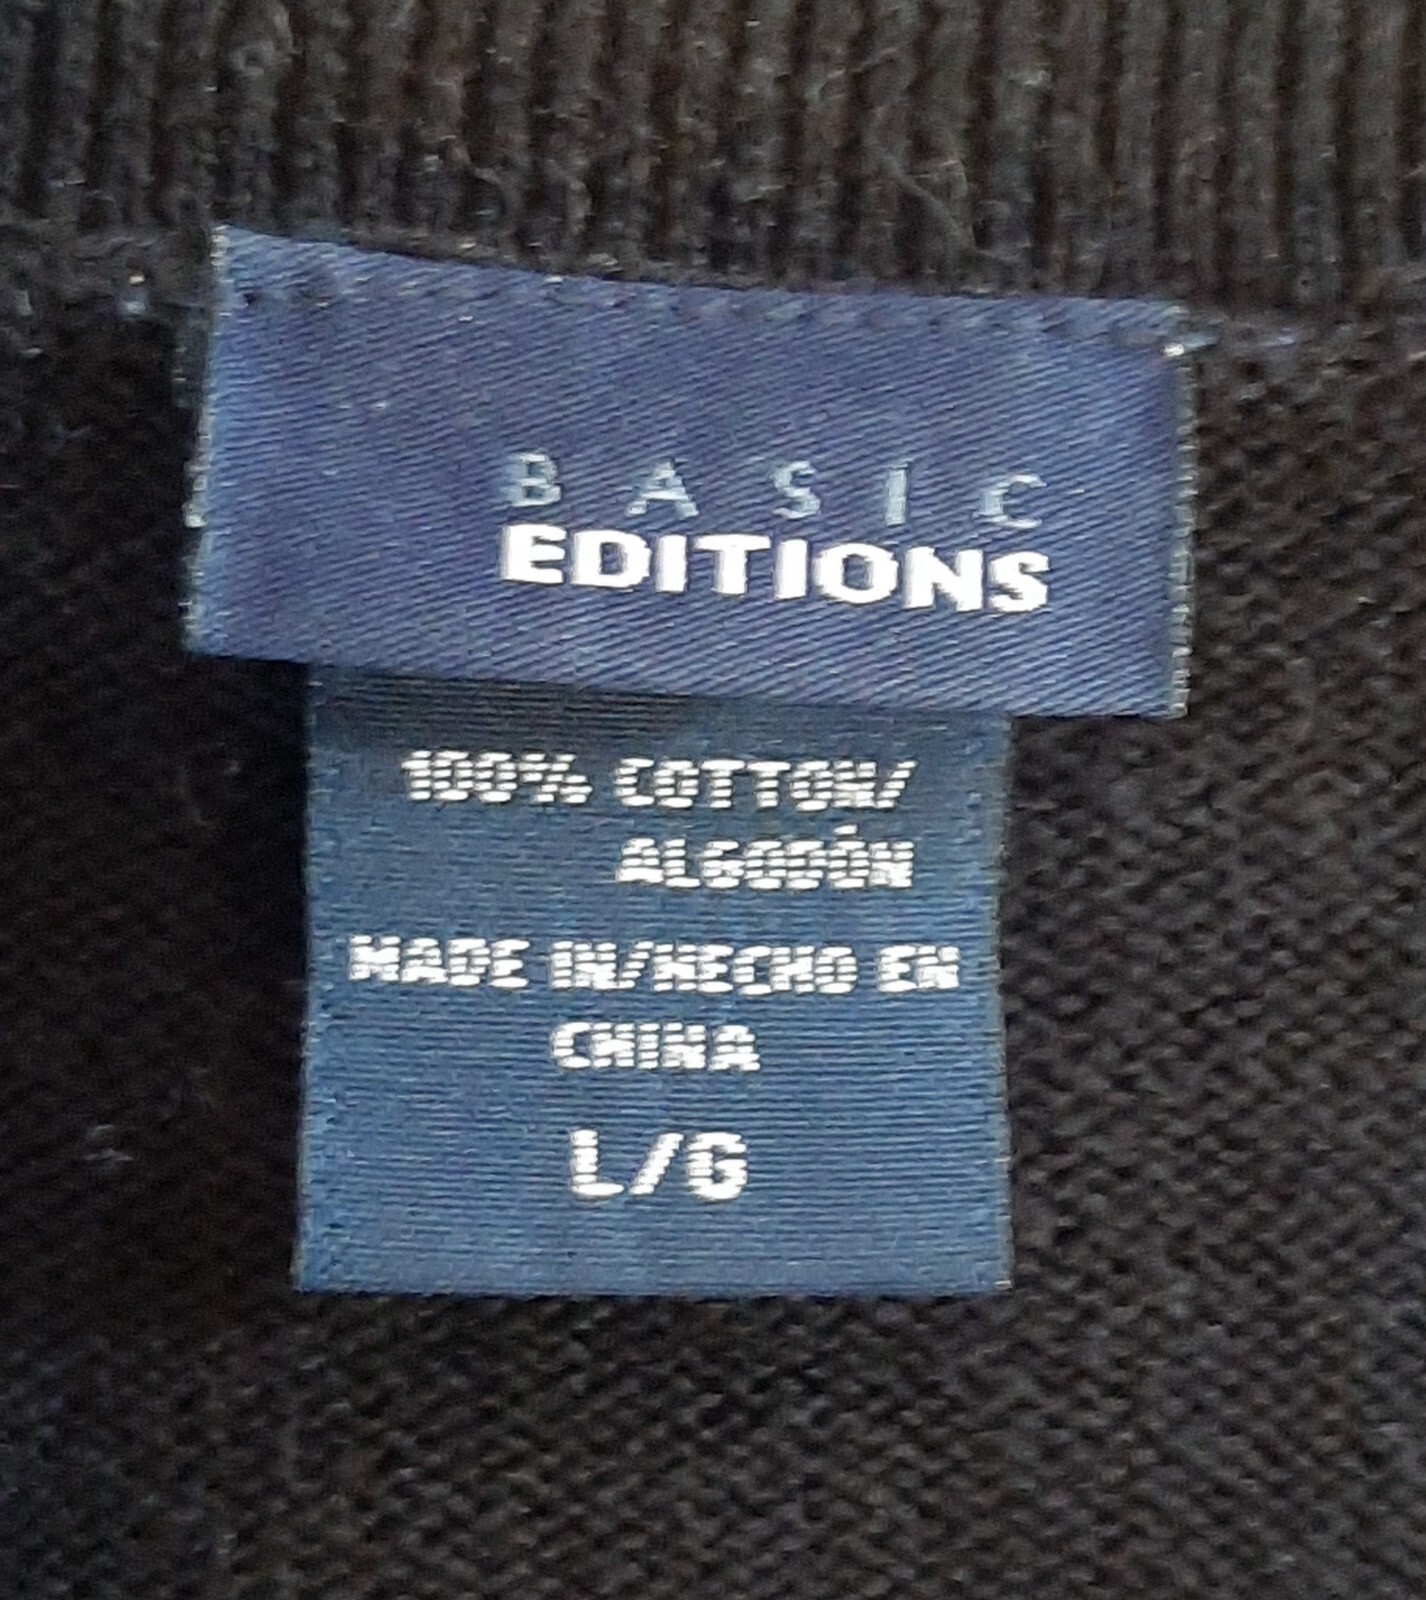 BASIC
EDITIONS
100% COTTON/
ALGODÓN
MADE IN/HECHO EN
CHINA
L/G